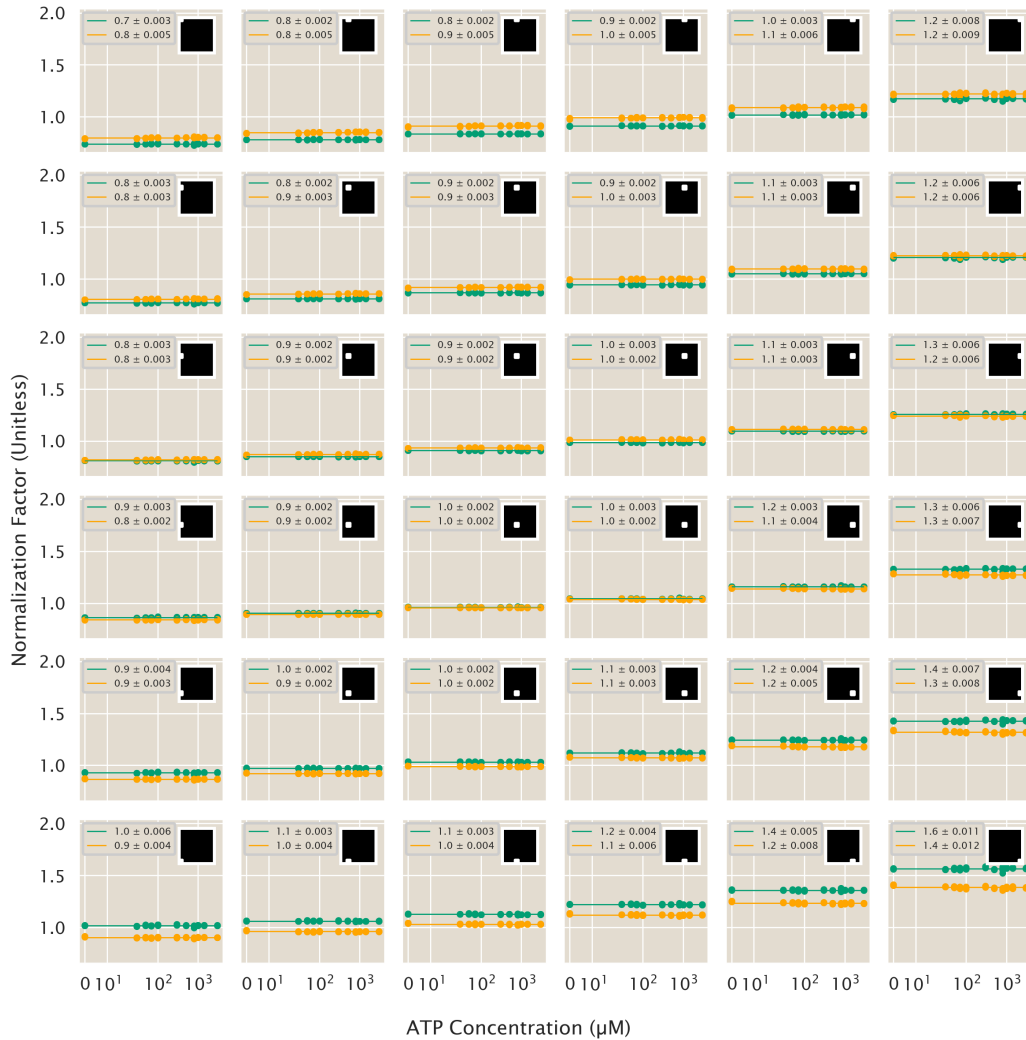 2.0
0.7 ± 0.003
0.8 ± 0.005
0.8 ± 0.002
0.8 ± 0.005
0.8 ± 0.002
0.9 ± 0.005
0.9 ± 0.002
1.0 ± 0.005
1.0 ± 0.003
1.1 ± 0.006
1.2 ± 0.008
1.2 ± 0.009
1.5
1.0
2.0
0.8 ± 0.003
0.8 ± 0.003
0.8 ± 0.002
0.9 ± 0.003
0.9 ± 0.002
0.9 ± 0.003
0.9 ± 0.002
1.0 ± 0.003
1.1 ± 0.003
1.1 ± 0.003
1.2 ± 0.006
1.2 ± 0.006
1.5
1.0
2.0
0.8 ± 0.003
0.8 ± 0.003
0.9 ± 0.002
0.9 ± 0.002
0.9 ± 0.002
0.9 ± 0.002
1.0 ± 0.003
1.0 ± 0.002
1.1 ± 0.003
1.1 ± 0.003
1.3 ± 0.006
1.2 ± 0.006
1.5
1.0
Normalization Factor (Unitless)
2.0
0.9 ± 0.003
0.8 ± 0.002
0.9 ± 0.002
0.9 ± 0.002
1.0 ± 0.002
1.0 ± 0.002
1.0 ± 0.003
1.0 ± 0.002
1.2 ± 0.003
1.1 ± 0.004
1.3 ± 0.006
1.3 ± 0.007
1.5
1.0
2.0
0.9 ± 0.004
0.9 ± 0.003
1.0 ± 0.002
0.9 ± 0.002
1.0 ± 0.002
1.0 ± 0.002
1.1 ± 0.003
1.1 ± 0.003
1.2 ± 0.004
1.2 ± 0.005
1.4 ± 0.007
1.3 ± 0.008
1.5
1.0
2.0
1.0 ± 0.006
0.9 ± 0.004
1.1 ± 0.003
1.0 ± 0.004
1.1 ± 0.003
1.0 ± 0.004
1.2 ± 0.004
1.1 ± 0.006
1.4 ± 0.005
1.2 ± 0.008
1.6 ± 0.011
1.4 ± 0.012
1.5
1.0
0 10¹ 10² 10³ 0 10¹ 10² 10³ 0 10¹ 10² 10³ 0 10¹ 10² 10³ 0 10¹ 10² 10³ 0 10¹ 10² 10³
ATP Concentration (μM)